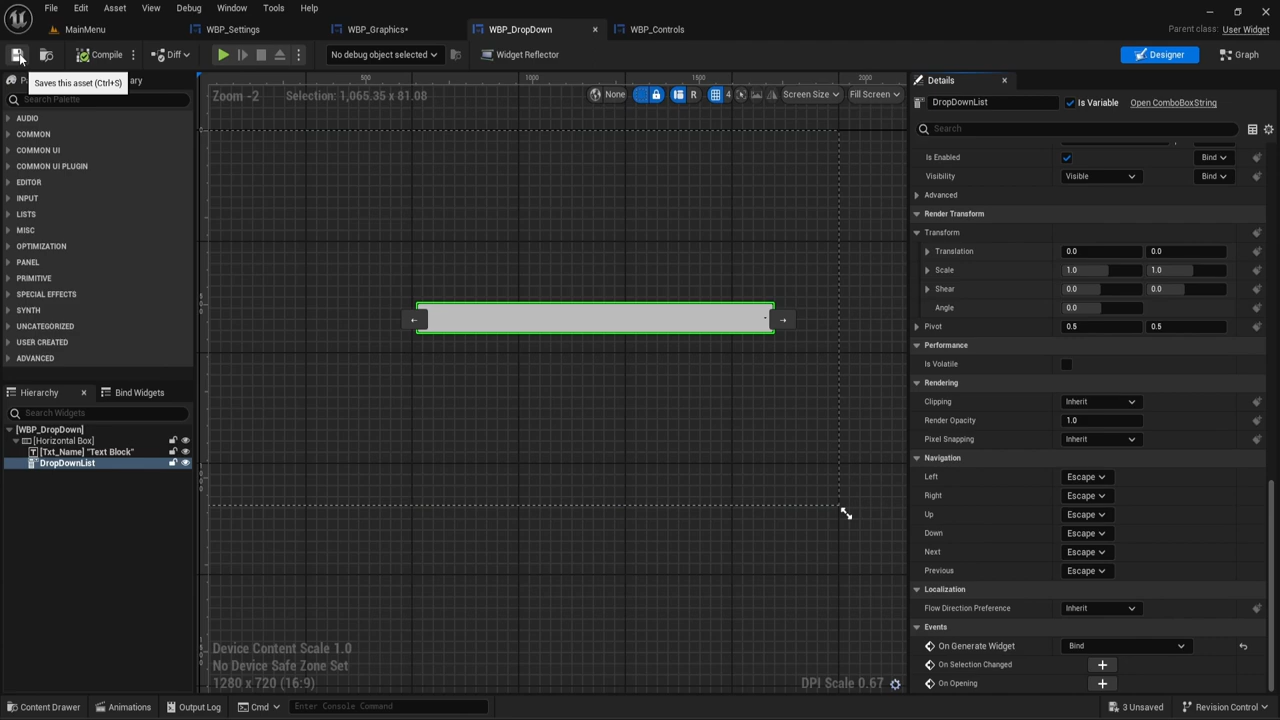 File Edit Asset View Debug Window Tools Help
MainMenu WBP_Settings WBP_Graphics• WBP_DropDown WBP_Controls Parent class: User Widget
Compile Diff No debug object selected Widget Reflector Designer Graph
Saves this asset (Ctrl+S)
Search Palette
AUDIO
COMMON
COMMON UI
COMMON UI PLUGIN
EDITOR
INPUT
LISTS
MISC
OPTIMIZATION
PANEL
PRIMITIVE
SPECIAL EFFECTS
SYNTH
UNCATEGORIZED
USER CREATED
ADVANCED
Hierarchy Bind Widgets
Search Widgets
[WBP_DropDown]
[Horizontal Box]
[Txt_Name] "Text Block"
DropDownList
500 1000 1500 2000
Zoom -2 Selection: 1,065.35 x 81.08 None R 4 Screen Size Fill Screen
Device Content Scale 1.0
No Device Safe Zone Set
1280 x 720 (16:9) DPI Scale 0.67
Details
DropDownList Is Variable Open ComboBoxString
Search
Is Enabled Bind
Visibility Visible Bind
Advanced
Render Transform
Transform
Translation 0.0 0.0
Scale 1.0 1.0
Shear 0.0 0.0
Angle 0.0
Pivot 0.5 0.5
Performance
Is Volatile
Rendering
Clipping Inherit
Render Opacity 1.0
Pixel Snapping Inherit
Navigation
Left Escape
Right Escape
Up Escape
Down Escape
Next Escape
Previous Escape
Localization
Flow Direction Preference Inherit
Events
On Generate Widget Bind
On Selection Changed
On Opening
Content Drawer Animations Output Log Cmd Enter Console Command 3 Unsaved Revision Control